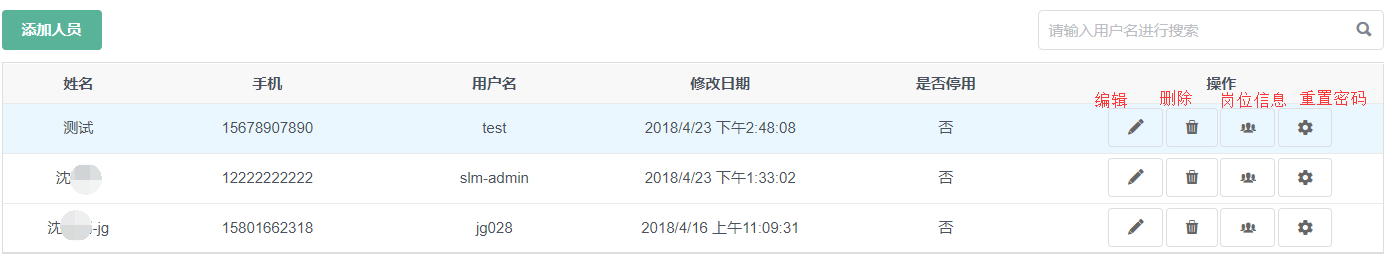 添加人员
请输入用户名进行搜索
姓名 手机 用户名 修改日期 是否停用 操作
编辑 删除 岗位信息 重置密码
测试 15678907890 test 2018/4/23 下午2:48:08 否
沈 12222222222 slm-admin 2018/4/23 下午1:33:02 否
沈 -jg 15801662318 jg028 2018/4/16 上午11:09:31 否